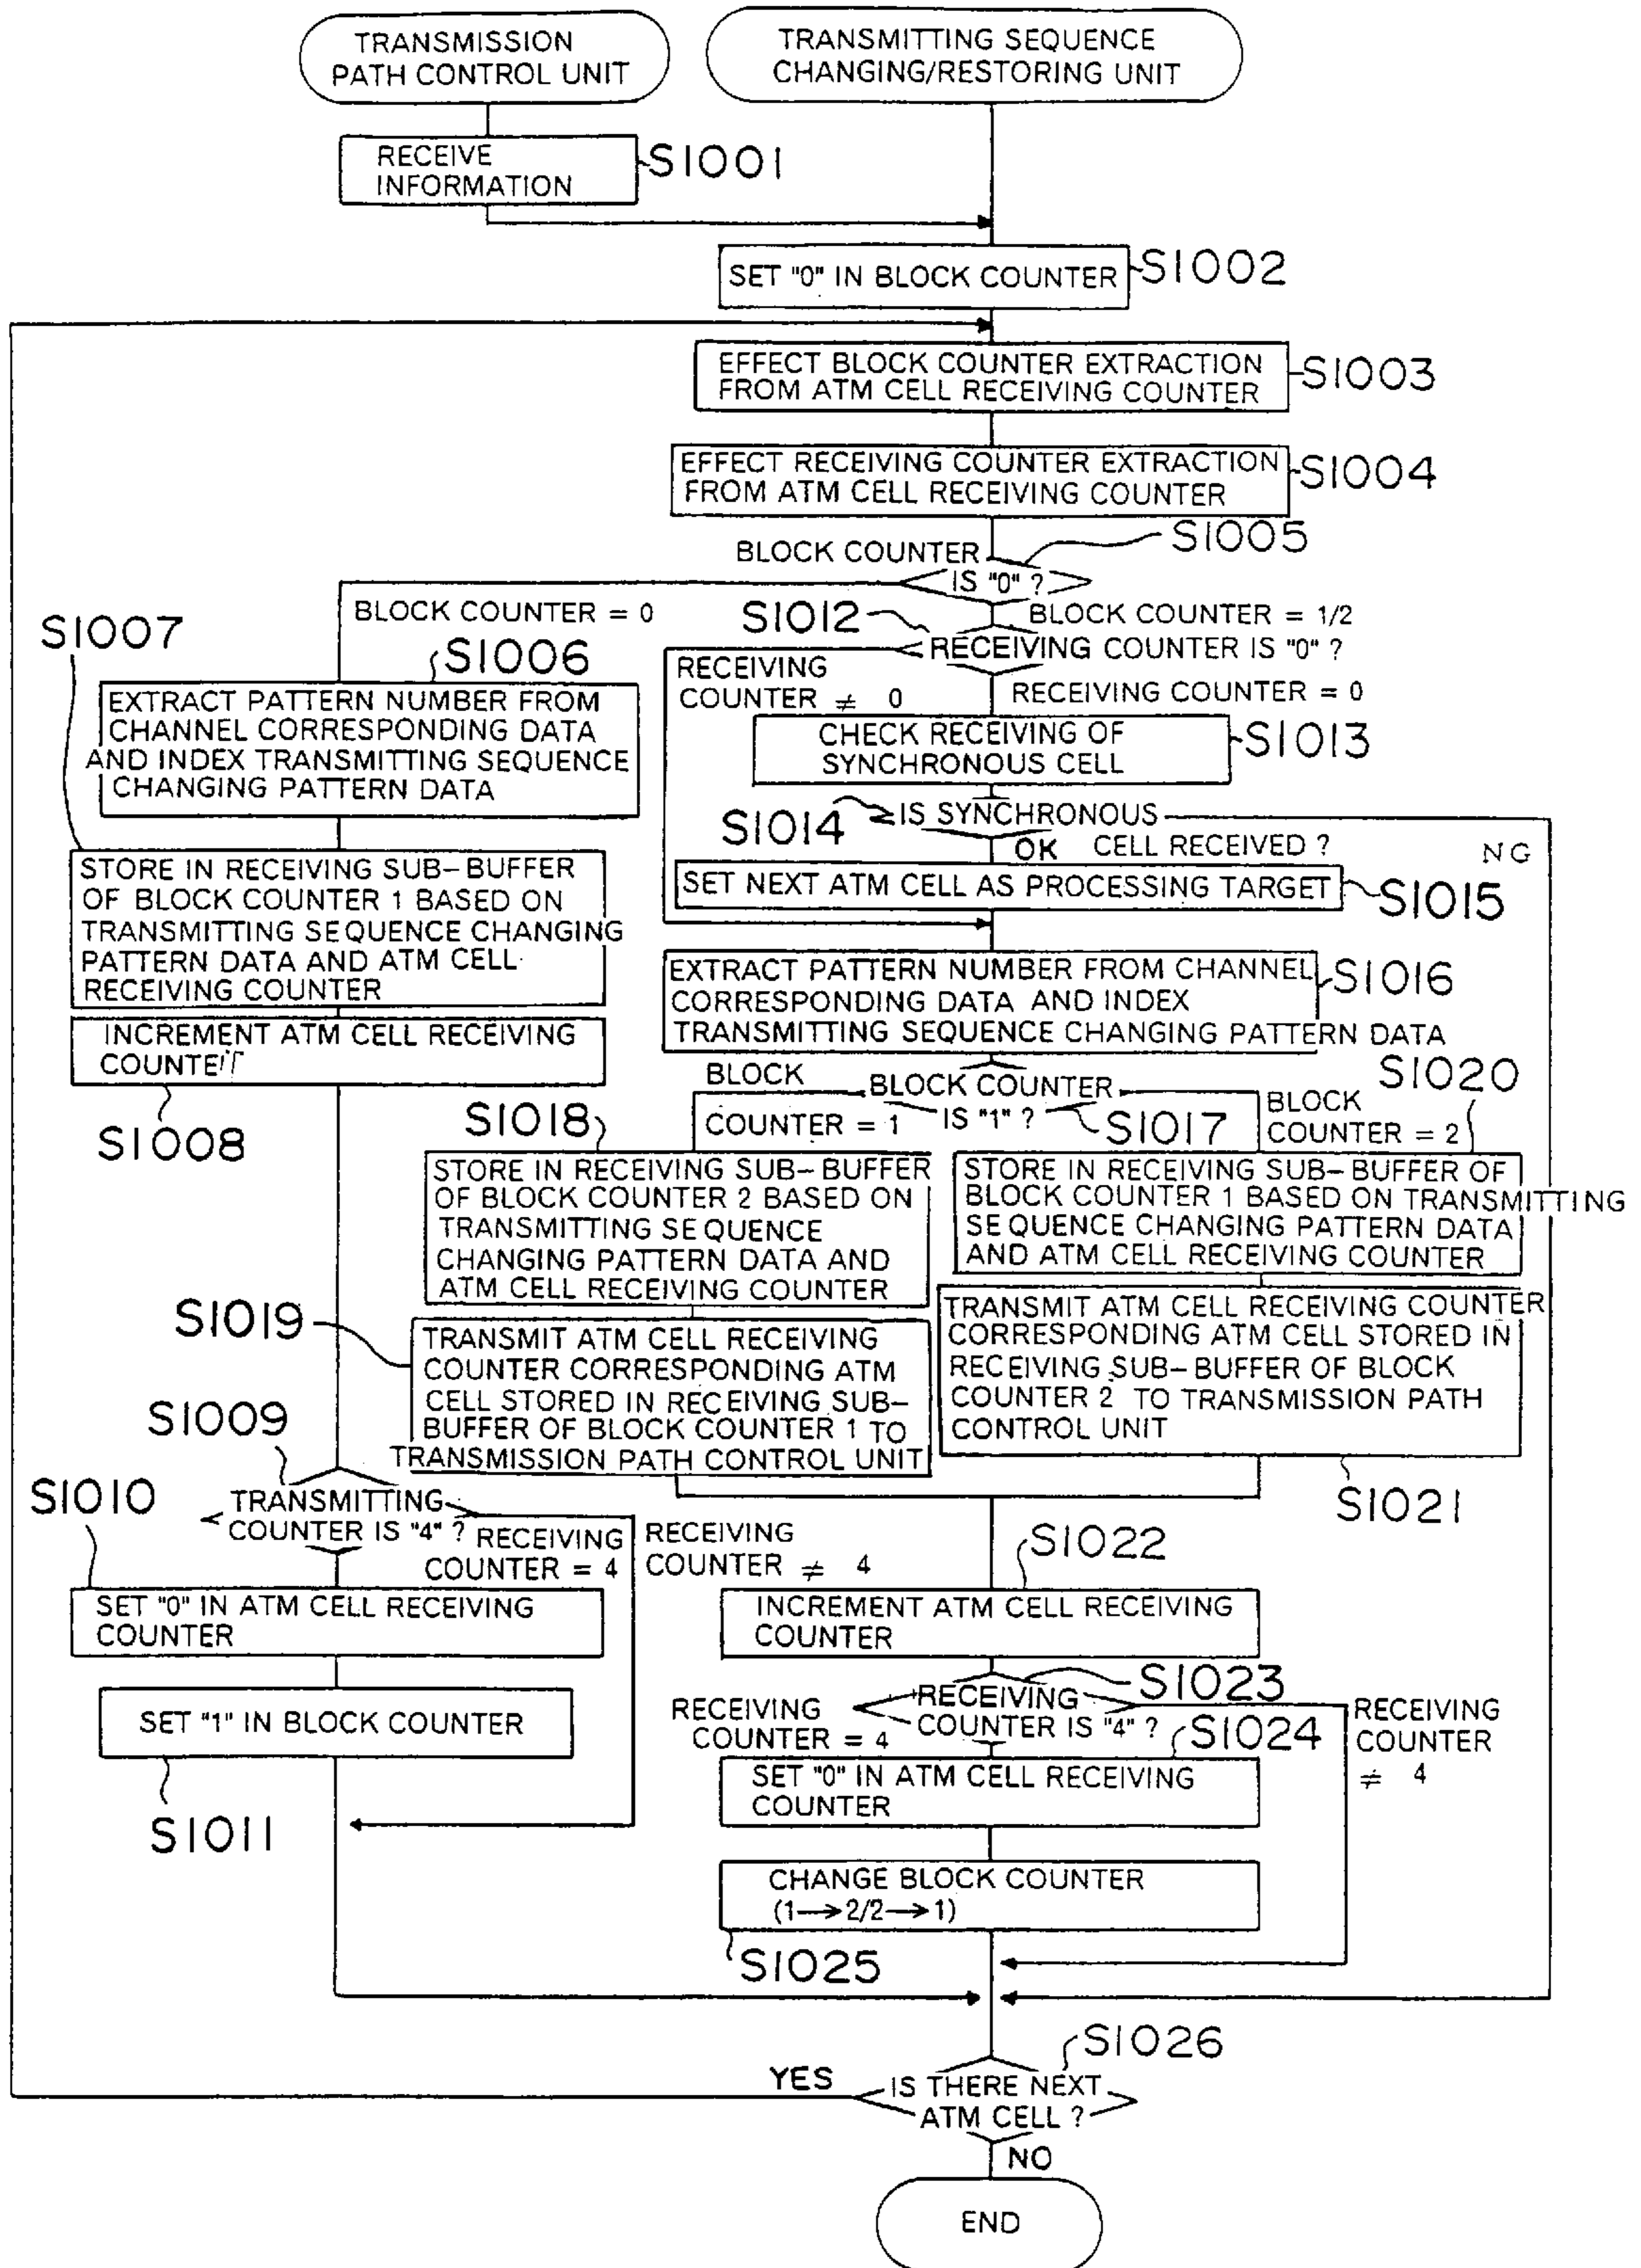 TRANSMISSION
PATH CONTROL UNIT
TRANSMITTING SEQUENCE
CHANGING/RESTORING UNIT
RECEIVE
INFORMATION
S1001
SET "0" IN BLOCK COUNTER
S1002
EFFECT BLOCK COUNTER EXTRACTION
FROM ATM CELL RECEIVING COUNTER
S1003
EFFECT RECEIVING COUNTER EXTRACTION
FROM ATM CELL RECEIVING COUNTER
S1004
S1005
BLOCK COUNTER
IS "0" ?
BLOCK COUNTER = 0
BLOCK COUNTER = 1/2
S1012
RECEIVING COUNTER IS "0" ?
RECEIVING
COUNTER ≠ 0
RECEIVING COUNTER = 0
S1007
S1006
EXTRACT PATTERN NUMBER FROM
CHANNEL CORRESPONDING DATA
AND INDEX TRANSMITTING SEQUENCE
CHANGING PATTERN DATA
CHECK RECEIVING OF
SYNCHRONOUS CELL
S1013
S1014
IS SYNCHRONOUS
CELL RECEIVED ?
OK
NG
SET NEXT ATM CELL AS PROCESSING TARGET
S1015
STORE IN RECEIVING SUB-BUFFER
OF BLOCK COUNTER 1 BASED ON
TRANSMITTING SEQUENCE CHANGING
PATTERN DATA AND ATM CELL
RECEIVING COUNTER
INCREMENT ATM CELL RECEIVING
COUNTER
S1008
EXTRACT PATTERN NUMBER FROM CHANNEL
CORRESPONDING DATA AND INDEX
TRANSMITTING SEQUENCE CHANGING PATTERN DATA
S1016
BLOCK COUNTER
IS "1" ?
S1017
BLOCK
COUNTER = 1
BLOCK
COUNTER = 2
S1018
S1020
STORE IN RECEIVING SUB-BUFFER
OF BLOCK COUNTER 2 BASED ON
TRANSMITTING SEQUENCE
CHANGING PATTERN DATA AND
ATM CELL RECEIVING COUNTER
STORE IN RECEIVING SUB-BUFFER OF
BLOCK COUNTER 1 BASED ON TRANSMITTING
SEQUENCE CHANGING PATTERN DATA
AND ATM CELL RECEIVING COUNTER
S1019
TRANSMIT ATM CELL RECEIVING
COUNTER CORRESPONDING ATM
CELL STORED IN RECEIVING SUB-
BUFFER OF BLOCK COUNTER 1 TO
TRANSMISSION PATH CONTROL UNIT
TRANSMIT ATM CELL RECEIVING COUNTER
CORRESPONDING ATM CELL STORED IN
RECEIVING SUB-BUFFER OF BLOCK
COUNTER 2 TO TRANSMISSION PATH
CONTROL UNIT
S1021
S1009
TRANSMITTING
COUNTER IS "4" ?
RECEIVING
COUNTER = 4
RECEIVING
COUNTER ≠ 4
S1010
SET "0" IN ATM CELL RECEIVING
COUNTER
SET "1" IN BLOCK COUNTER
S1011
S1022
INCREMENT ATM CELL RECEIVING
COUNTER
S1023
RECEIVING
COUNTER IS "4" ?
RECEIVING
COUNTER = 4
RECEIVING
COUNTER
≠ 4
S1024
SET "0" IN ATM CELL RECEIVING
COUNTER
CHANGE BLOCK COUNTER
(1→2/2→1)
S1025
S1026
IS THERE NEXT
ATM CELL ?
YES
NO
END